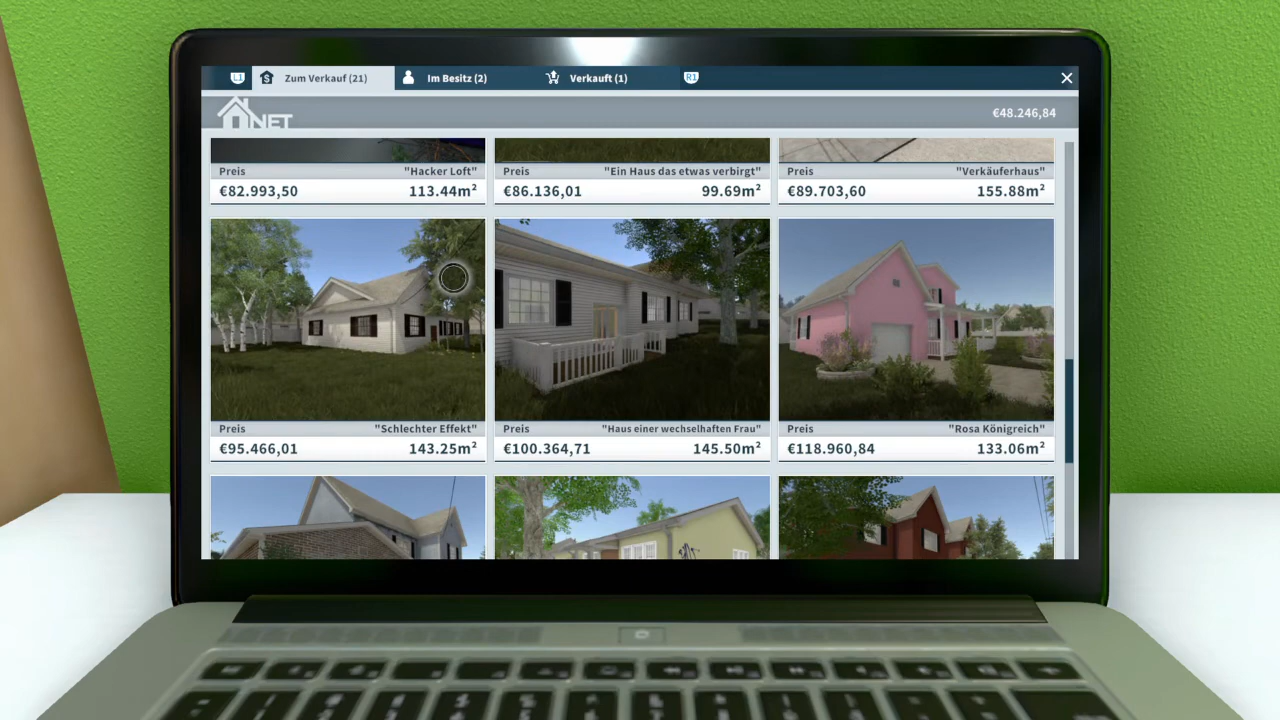 L1 Zum Verkauf (21) Im Besitz (2) Verkauft (1) R1
NET €48.246,84
Preis "Hacker Loft" Preis "Ein Haus das etwas verbirgt" Preis "Verkäuferhaus"
€82.993,50 113.44m² €86.136,01 99.69m² €89.703,60 155.88m²
Preis "Schlechter Effekt" Preis "Haus einer wechselhaften Frau" Preis "Rosa Königreich"
€95.466,01 143.25m² €100.364,71 145.50m² €118.960,84 133.06m²